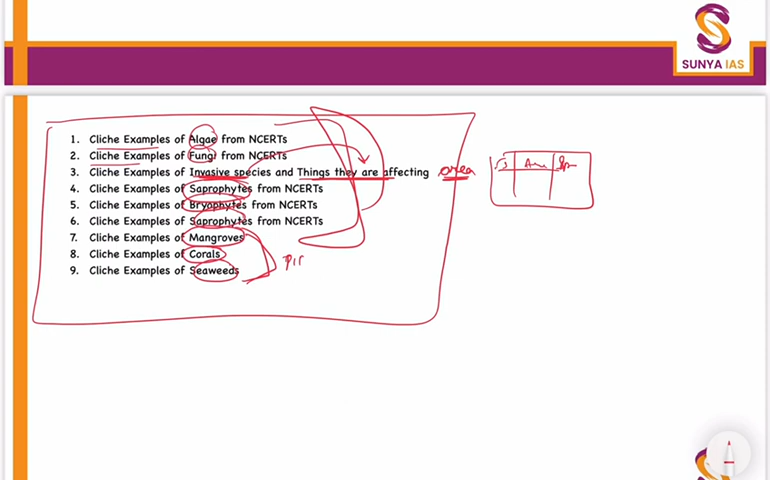 SUNYA IAS
1. Cliche Examples of Algae from NCERTs
2. Cliche Examples of Fungi from NCERTs
3. Cliche Examples of Invasive species and Things they are affecting area
4. Cliche Examples of Saprophytes from NCERTs
5. Cliche Examples of Bryophytes from NCERTs
6. Cliche Examples of Saprophytes from NCERTs
7. Cliche Examples of Mangroves
8. Cliche Examples of Corals
9. Cliche Examples of Seaweeds